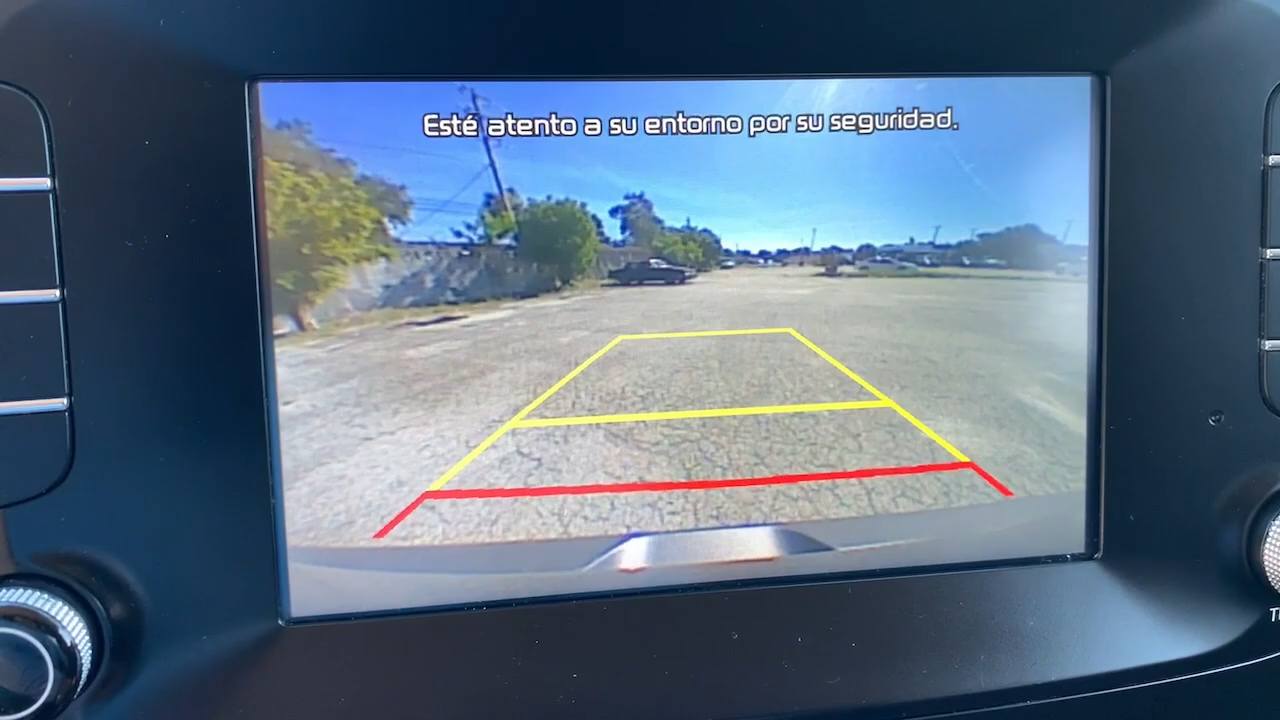 Esté atento a su entorno por su seguridad.